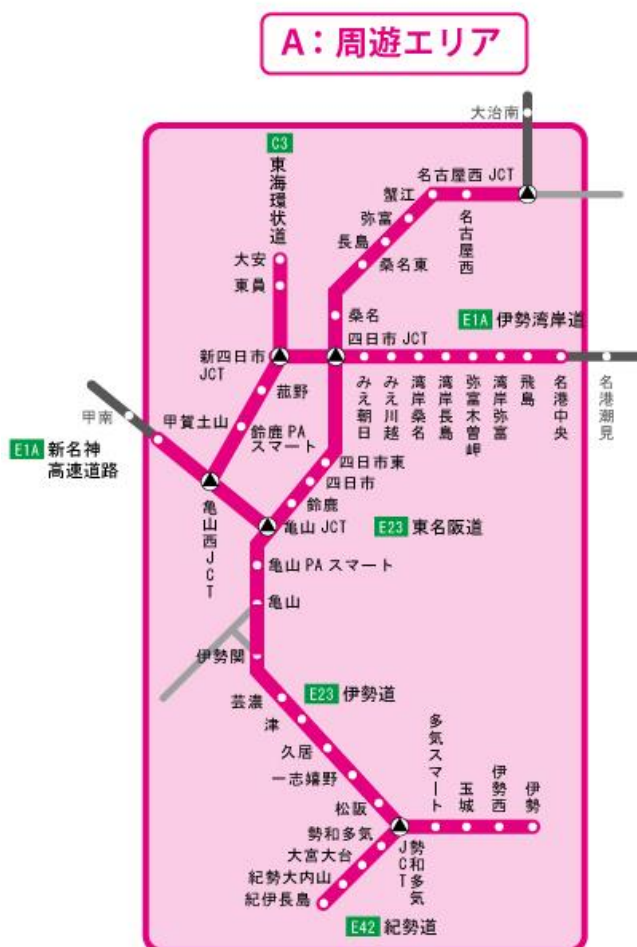 A：周遊エリア
大治南
C3
東海環状道
名古屋西 JCT
蟹江
弥富
名古屋西
長島
桑名東
大安
東員
桑名
E1A 伊勢湾岸道
四日市 JCT
新四日市
JCT
みえ朝日
みえ川越
湾岸桑名
湾岸長島
弥富木曽岬
湾岸弥富
飛島
名港中央
名港潮見
菰野
甲南
甲賀土山
鈴鹿 PA
スマート
E1A 新名神
高速道路
四日市東
四日市
鈴鹿
亀山西JCT
亀山 JCT
E23 東名阪道
亀山 PA スマート
亀山
伊勢関
E23 伊勢道
芸濃
津
久居
一志嬉野
松阪
多気スマート
玉城
伊勢西
伊勢
勢和多気
勢和多気
JCT
大宮大台
紀勢大内山
紀伊長島
E42 紀勢道